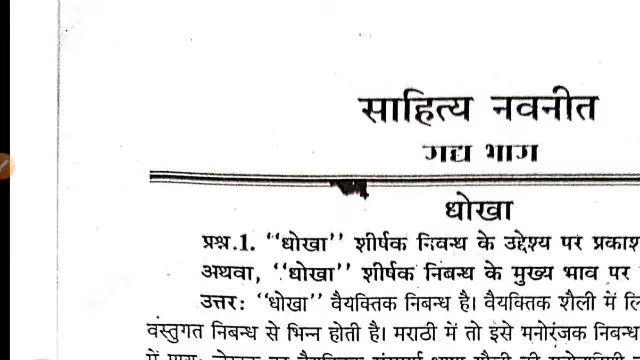 साहित्य नवनीत
गद्य भाग
धोखा
प्रश्न.1. ‘‘धोखा’’ शीर्षक निवन्ध के उद्देश्य पर प्रकाश
अथवा, ‘‘धोखा’’ शीर्षक निबन्ध के मुख्य भाव पर
उत्तर: ‘‘धोखा’’ वैयक्तिक निबन्ध है। वैयक्तिक शैली में
वस्तुगत निबन्ध से भिन्न होती है। मराठी में तो इसे मनोरंजक निबन्ध